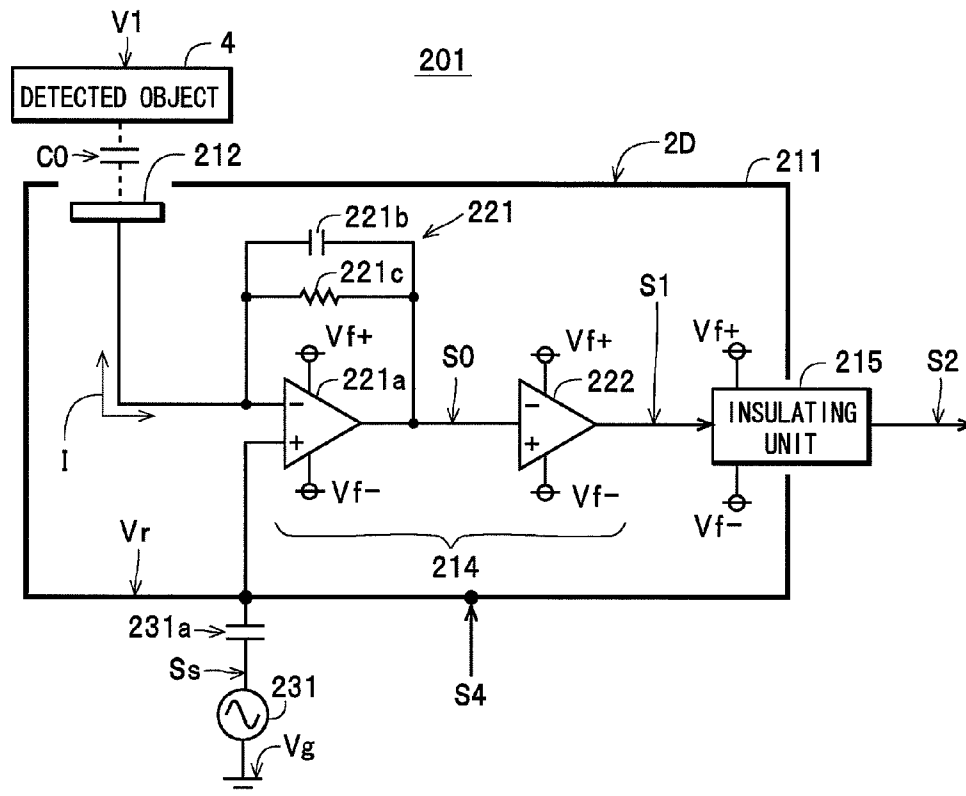 V1
4
201
DETECTED OBJECT
C0
212
2D
211
221b
221
221c
S1
Vf+
Vf+
Vf+
215
S2
221a
S0
222
INSULATING
UNIT
I
Vf-
Vf-
Vf-
Vr
214
231a
Ss
231
S4
Vg